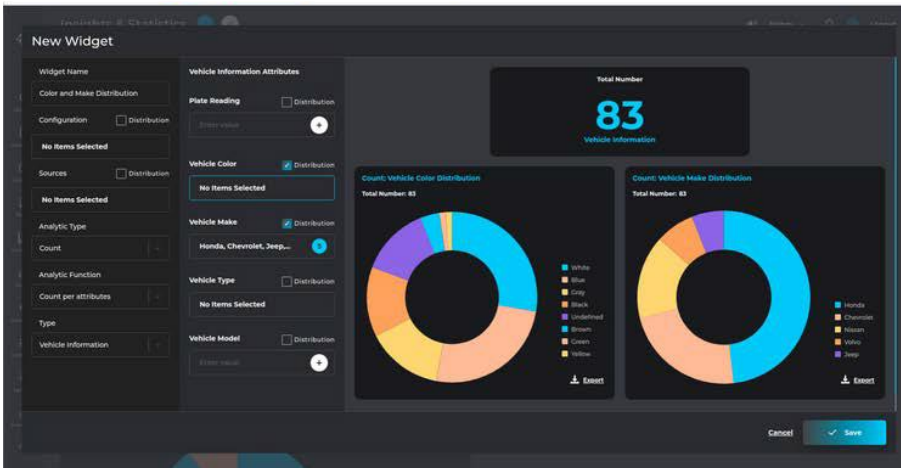 Insights & Statistics
New Widget
Widget Name
Color and Make Distribution
Configuration
Distribution
No Items Selected
Sources
Distribution
No Items Selected
Analytic Type
Count
Analytic Function
Count per attributes
Type
Vehicle Information
Vehicle Information Attributes
Plate Reading
Distribution
Enter value
Vehicle Color
Distribution
No Items Selected
Vehicle Make
Distribution
Honda, Chevrolet, Jeep,...
Vehicle Type
Distribution
No Items Selected
Vehicle Model
Distribution
Enter value
Total Number
83
Vehicle Information
Count: Vehicle Color Distribution
Total Number: 83
White
Blue
Gray
Black
Undefined
Brown
Green
Yellow
Export
Count: Vehicle Make Distribution
Total Number: 83
Honda
Chevrolet
Nissan
Volvo
Jeep
Export
Cancel
Save